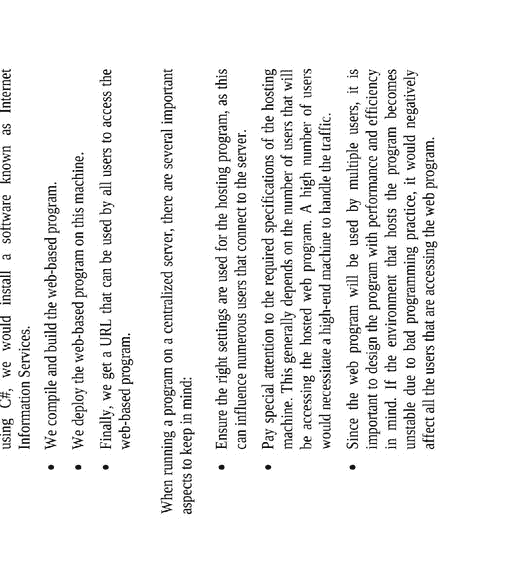 using C#, we would install a software known as Internet
Information Services.
• We compile and build the web-based program.
• We deploy the web-based program on this machine.
• Finally, we get a URL that can be used by all users to access the
web-based program.
When running a program on a centralized server, there are several important
aspects to keep in mind:
• Ensure the right settings are used for the hosting program, as this
can influence numerous users that connect to the server.
• Pay special attention to the required specifications of the hosting
machine. This generally depends on the number of users that will
be accessing the hosted web program. A high number of users
would necessitate a high-end machine to handle the traffic.
• Since the web program will be used by multiple users, it is
important to design the program with performance and efficiency
in mind. If the environment that hosts the program becomes
unstable due to bad programming practice, it would negatively
affect all the users that are accessing the web program.